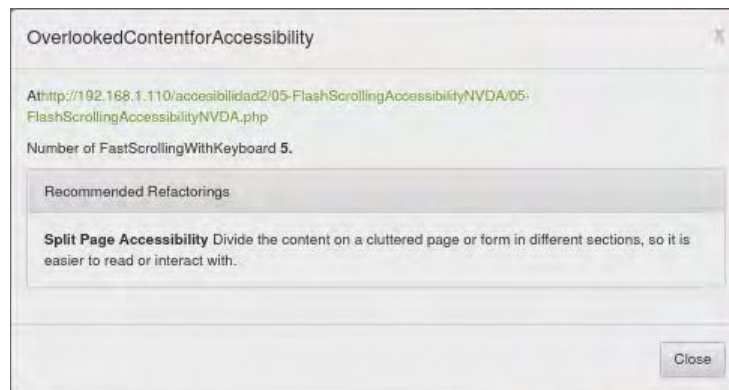 OverlookedContentforAccessibility
x
Athttp://192.168.1.110/accesibilidad2/05-FlashScrollingAccessibilityNVDA/05-
FlashScrollingAccessibilityNVDA.php
Number of FastScrollingWithKeyboard 5.
Recommended Refactorings
Split Page Accessibility Divide the content on a cluttered page or form in different sections, so it is
easier to read or interact with.
Close